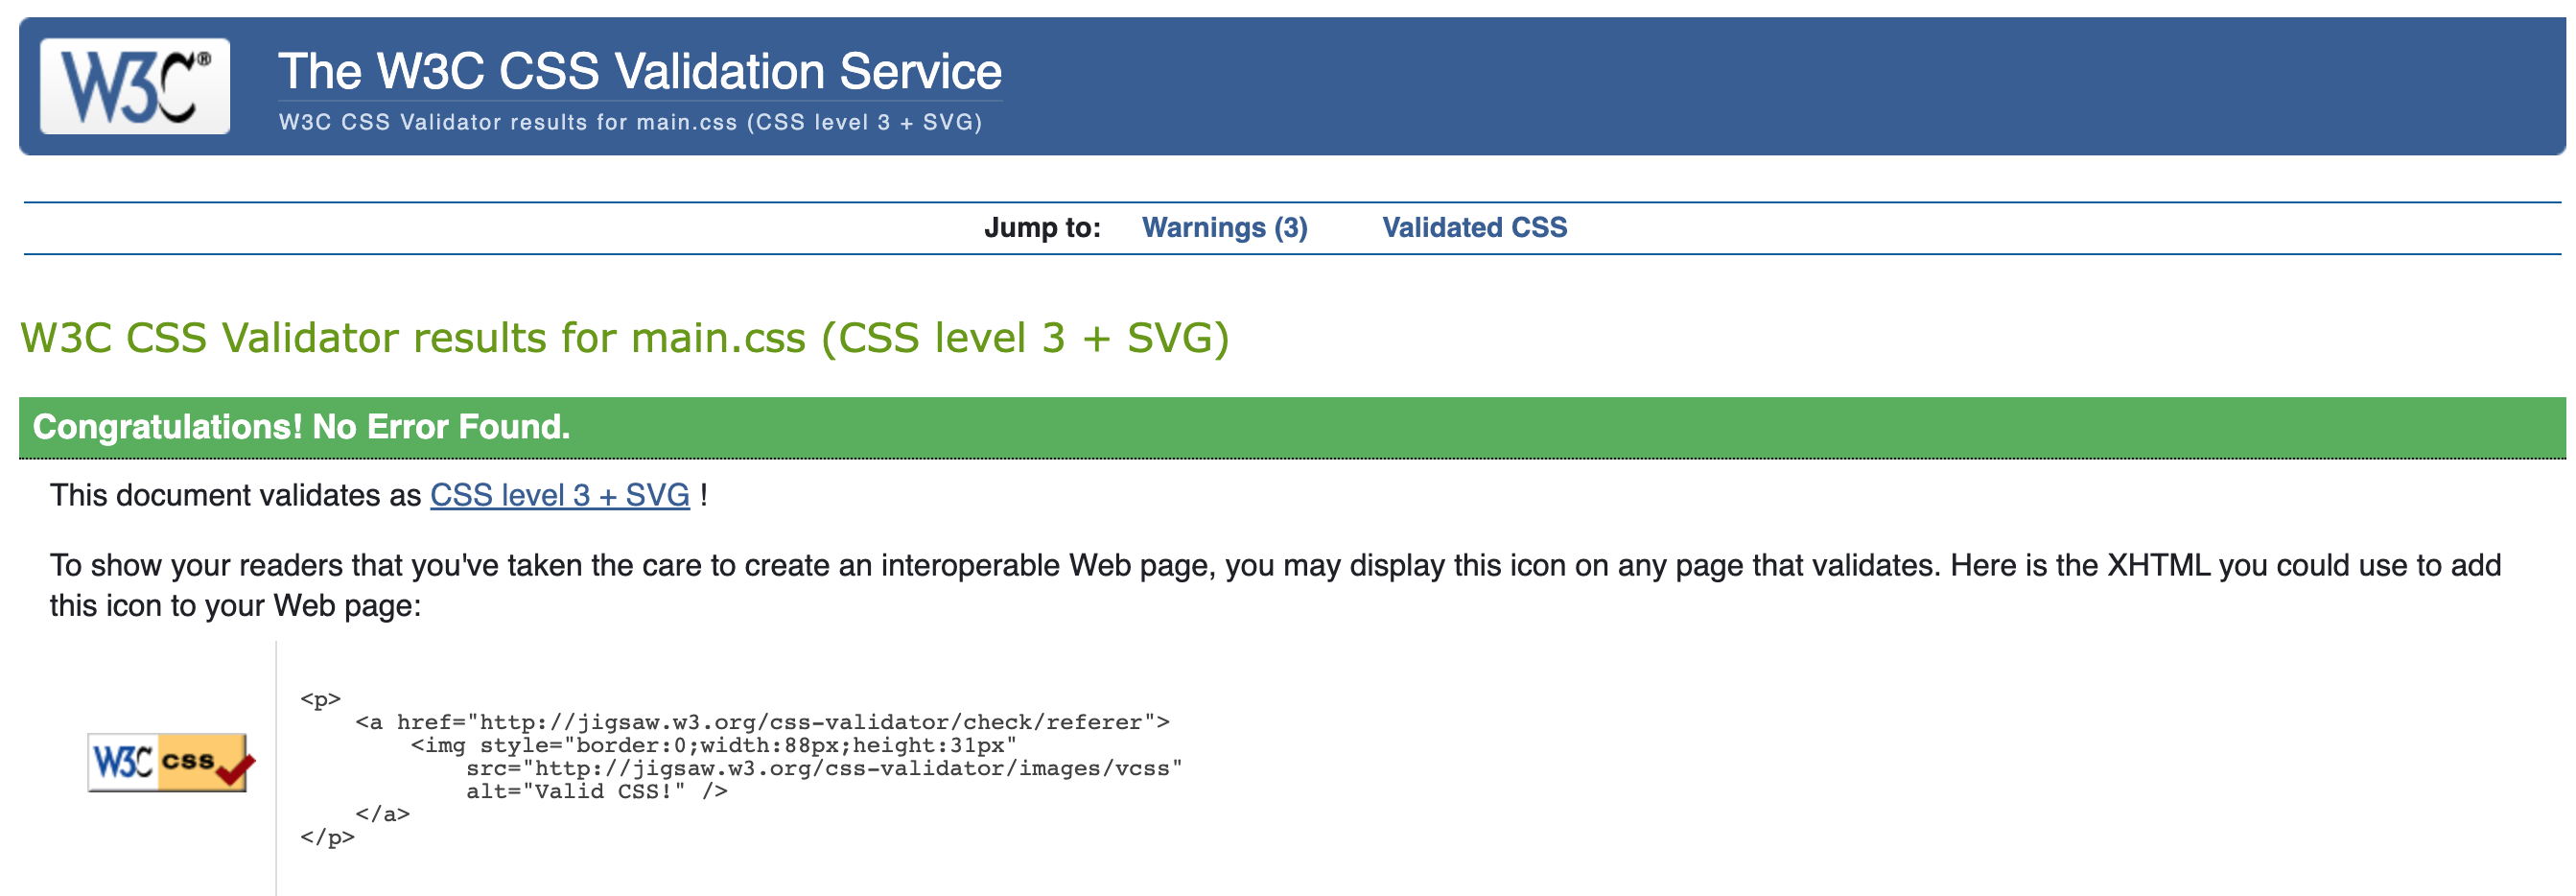 W3C®
The W3C CSS Validation Service
W3C CSS Validator results for main.css (CSS level 3 + SVG)
Jump to: Warnings (3) Validated CSS
W3C CSS Validator results for main.css (CSS level 3 + SVG)
Congratulations! No Error Found.
This document validates as CSS level 3 + SVG !
To show your readers that you've taken the care to create an interoperable Web page, you may display this icon on any page that validates. Here is the XHTML you could use to add
this icon to your Web page:
W3C css
<p>
    <a href="http://jigsaw.w3.org/css-validator/check/referer">
        <img style="border:0;width:88px;height:31px"
            src="http://jigsaw.w3.org/css-validator/images/vcss"
            alt="Valid CSS!" />
    </a>
</p>